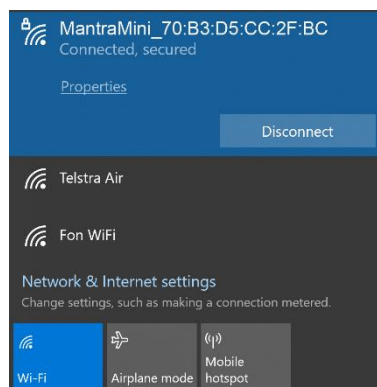 MantraMini_70:B3:D5:CC:2F:BC
Connected, secured
Properties
Disconnect
Telstra Air
Fon WiFi
Network & Internet settings
Change settings, such as making a connection metered.
Wi-Fi
Airplane mode
Mobile
hotspot